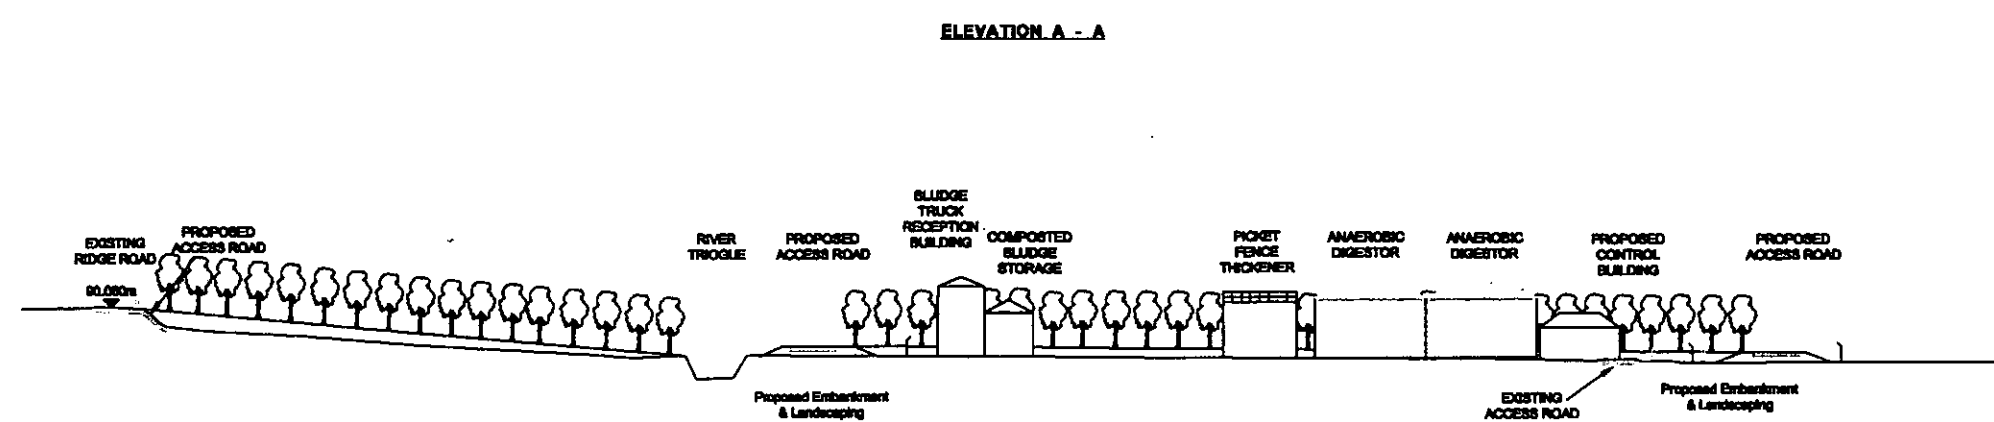 ELEVATION A - A
EXISTING
RIDGE ROAD
90.060m
PROPOSED
ACCESS ROAD
RIVER
TRIOGUE
PROPOSED
ACCESS ROAD
SLUDGE
TRUCK
RECEPTION
BUILDING
COMPOSTED
SLUDGE
STORAGE
PICKET
FENCE
THICKENER
ANAEROBIC
DIGESTOR
ANAEROBIC
DIGESTOR
PROPOSED
CONTROL
BUILDING
PROPOSED
ACCESS ROAD
Proposed Embankment
& Landscaping
EXISTING
ACCESS ROAD
Proposed Embankment
& Landscaping